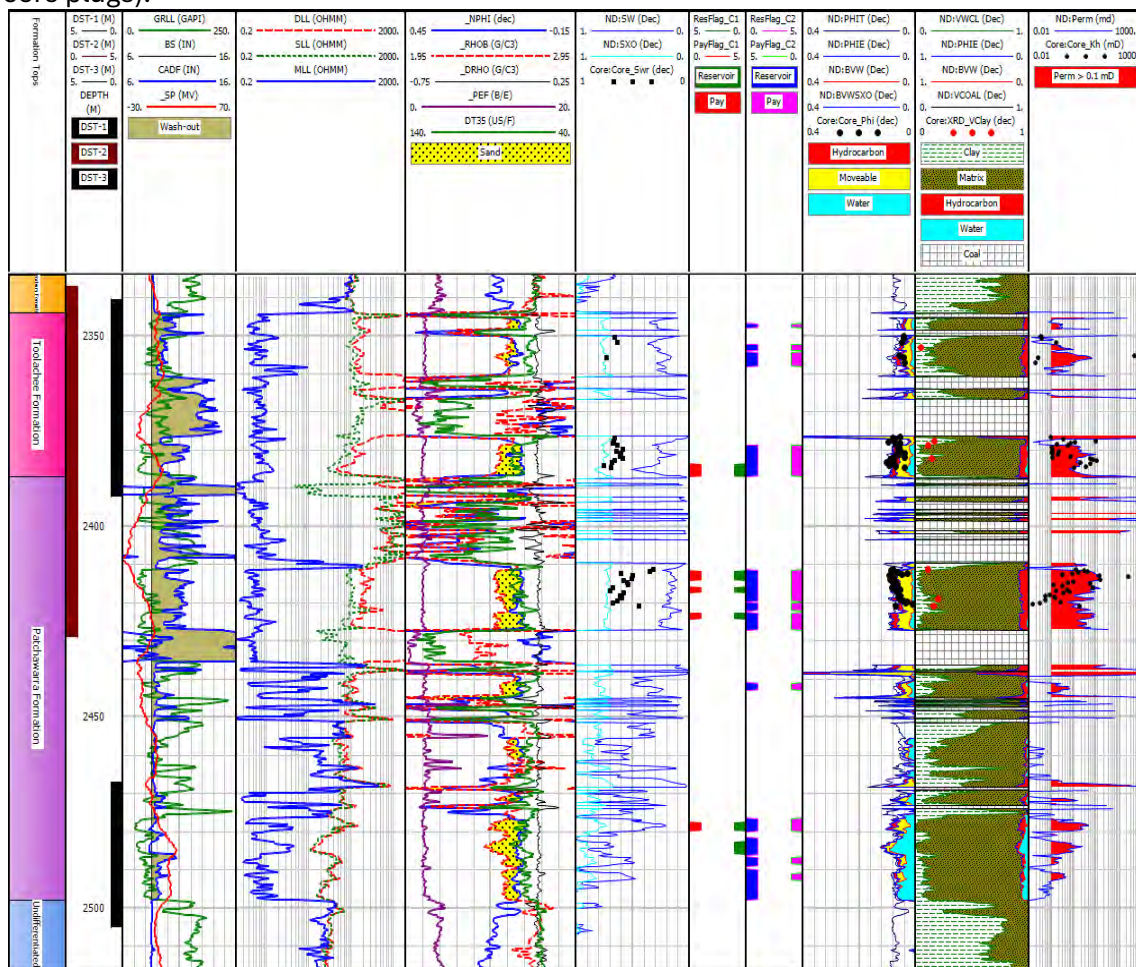 core plugs).
Formation Tops
DST-1 (M)
5. 0.
DST-2 (M)
0. 5.
DST-3 (M)
5. 0.
DEPTH
(M)
DST-1
DST-2
DST-3
GRLL (GAPI)
0. 250.
BS (IN)
6. 16.
CADF (IN)
6. 16.
_SP (MV)
-30. 70.
Wash-out
DLL (OHMM)
0.2 2000.
SLL (OHMM)
0.2 2000.
MLL (OHMM)
0.2 2000.
_NPHI (dec)
0.45 -0.15
_RHOB (G/C3)
1.95 2.95
_DRHO (G/C3)
-0.75 0.25
_PEF (B/E)
0. 20.
DT35 (US/F)
140. 40.
Sand
ND:SW (Dec)
1. 0.
ND:SXO (Dec)
1. 0.
Core:Core_Swr (dec)
1 0
ResFlag_C1
5. 0.
PayFlag_C1
0. 5.
Reservoir
Pay
ResFlag_C2
5. 0.
PayFlag_C2
0. 5.
Reservoir
Pay
ND:PHIT (Dec)
0.4 0.
ND:PHIE (Dec)
0.4 0.
ND:BVW (Dec)
0.4 0.
ND:BVWSXO (Dec)
0.4 0.
Core:Core_Phi (dec)
0.4 0
Hydrocarbon
Moveable
Water
ND:VWCL (Dec)
0. 1.
ND:PHIE (Dec)
1. 0.
ND:BVW (Dec)
1. 0.
ND:VCOAL (Dec)
0. 1.
Core:XRD_VClay (dec)
0 1
Clay
Matrix
Hydrocarbon
Water
Coal
ND:Perm (md)
0.01 1000.
Core:Core_Kh (mD)
0.01 1000
Perm > 0.1 mD
Toolachee Formation
Patchawarra Formation
Undifferentiated
2350
2400
2450
2500